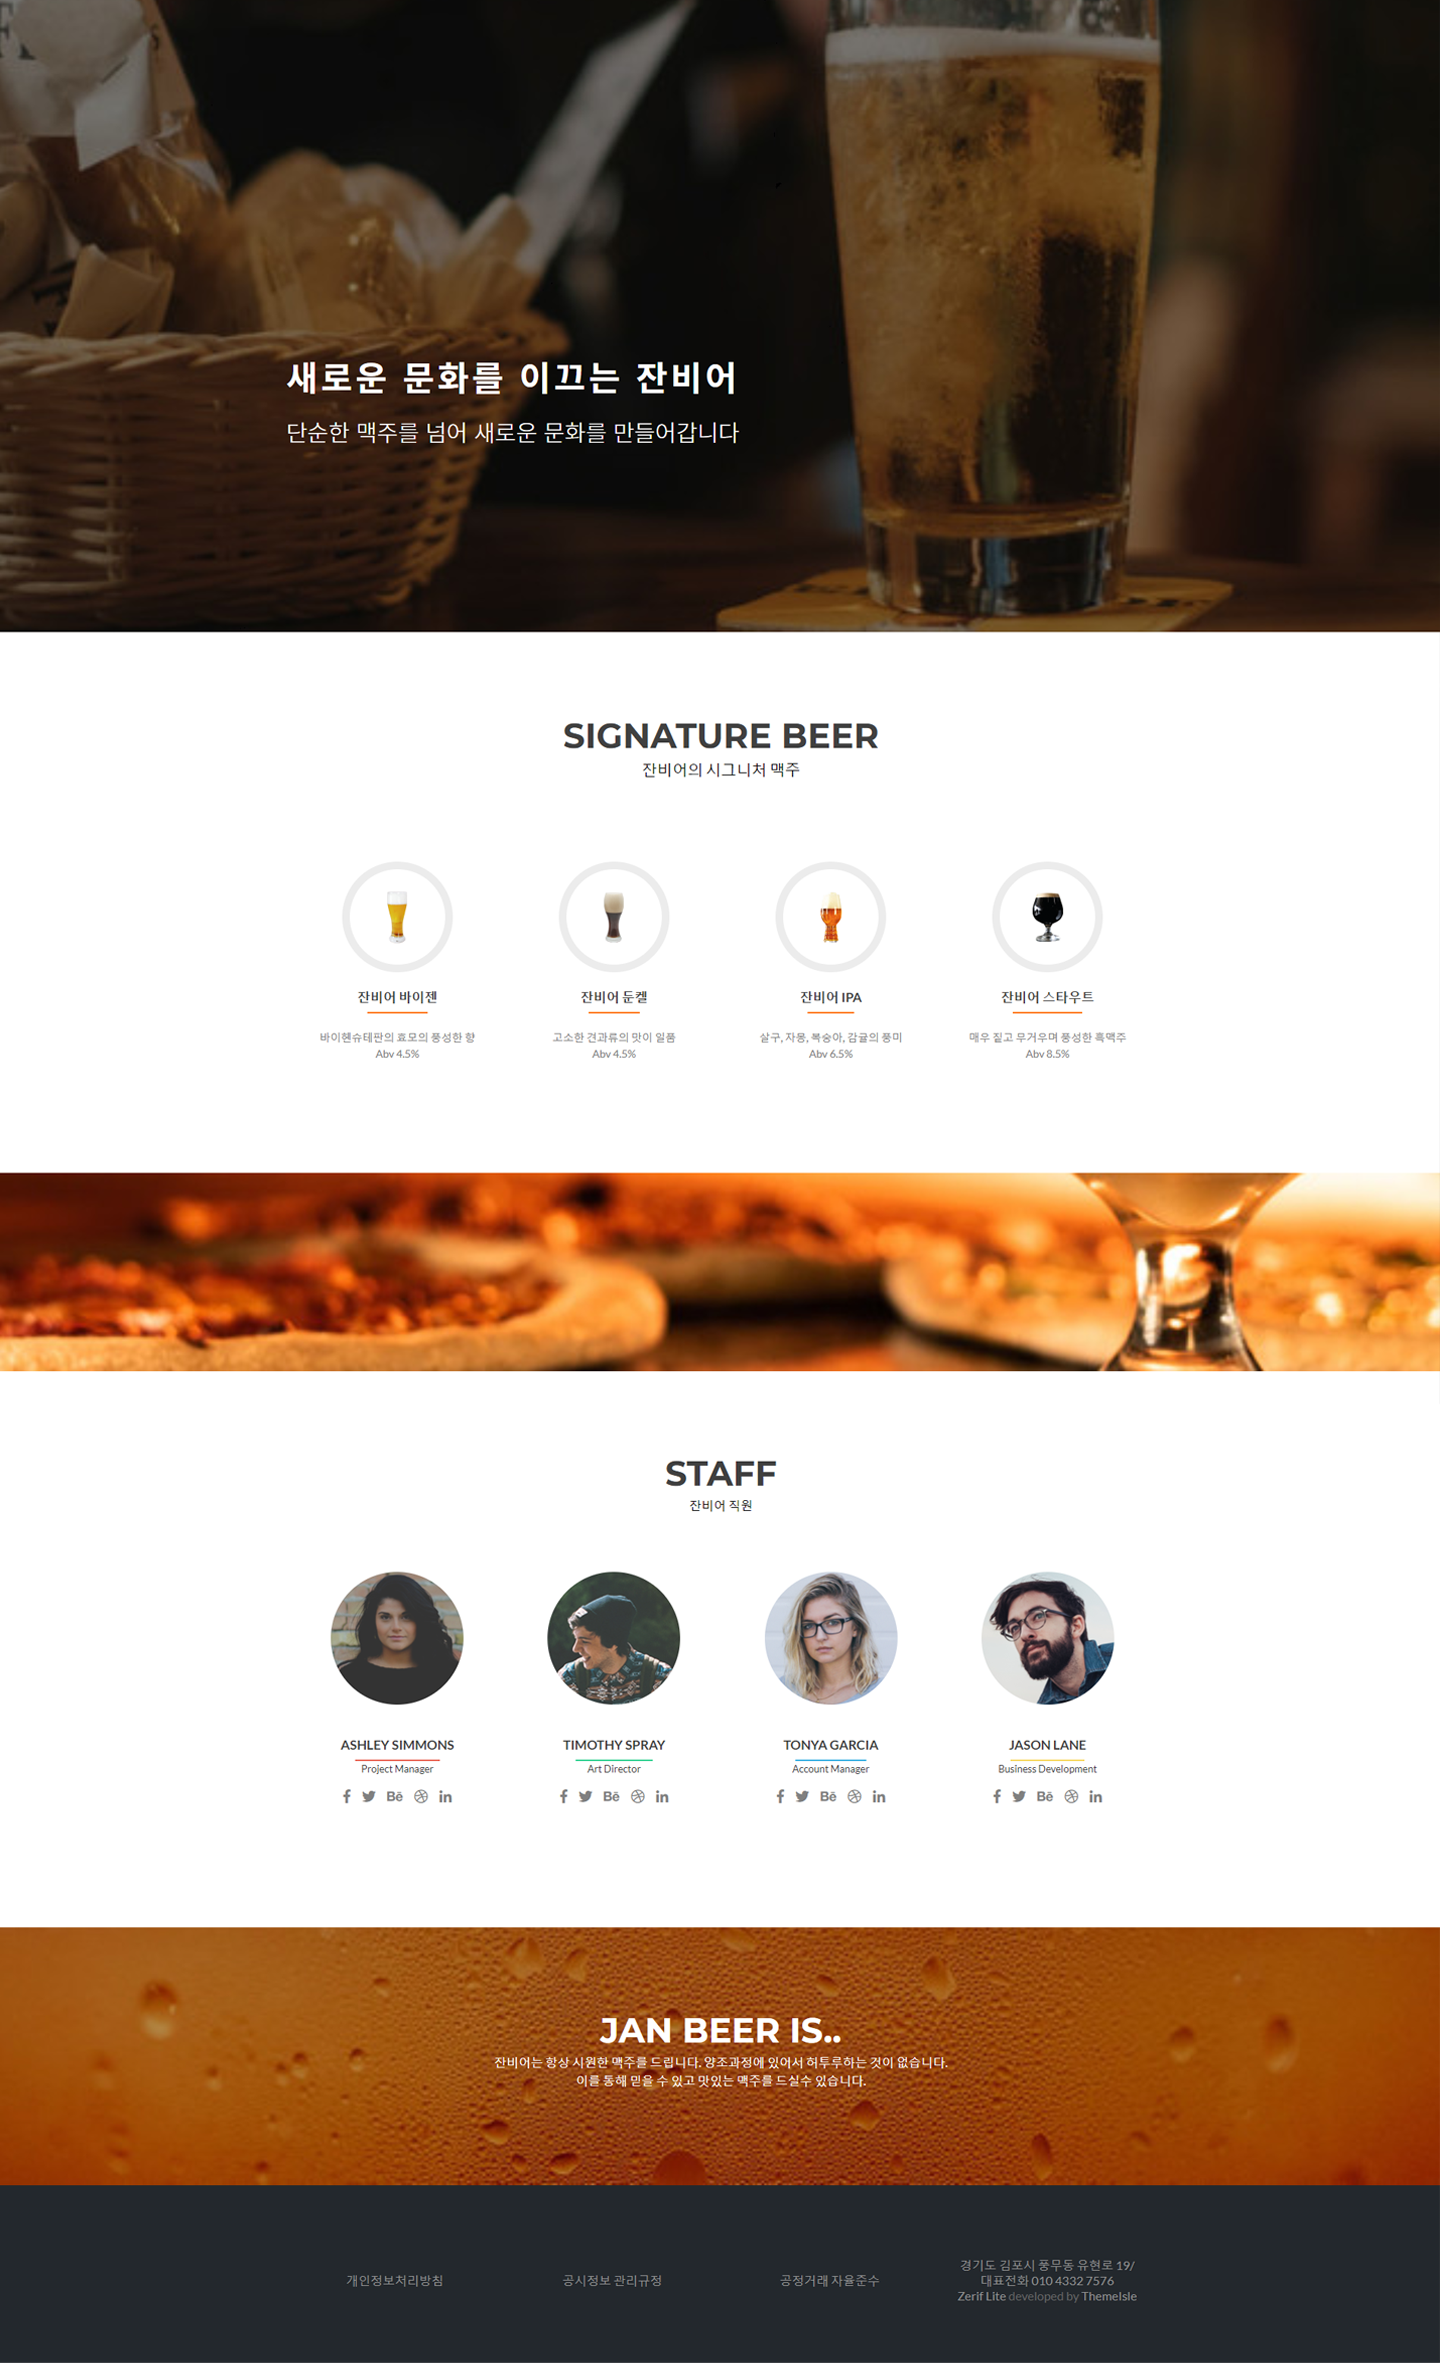 새로운 문화를 이끄는 잔비어
단순한 맥주를 넘어 새로운 문화를 만들어갑니다
SIGNATURE BEER
잔비어의 시그니처 맥주
잔비어 바이젠
바이헨슈테판의 효모의 풍성한 향
Abv 4.5%
잔비어 둔켈
고소한 견과류의 맛이 일품
Abv 4.5%
잔비어 IPA
살구, 자몽, 복숭아, 감귤의 풍미
Abv 6.5%
잔비어 스타우트
매우 짙고 무거우며 풍성한 흑맥주
Abv 8.5%
STAFF
잔비어 직원
ASHLEY SIMMONS
Project Manager
TIMOTHY SPRAY
Art Director
TONYA GARCIA
Account Manager
JASON LANE
Business Development
JAN BEER IS..
잔비어는 항상 시원한 맥주를 드립니다. 양조과정에 있어서 허투루하는 것이 없습니다.
이를 통해 믿을 수 있고 맛있는 맥주를 드실수 있습니다.
개인정보처리방침
공시정보 관리규정
공정거래 자율준수
경기도 김포시 풍무동 유현로 19/
대표전화 010 4332 7576
Zerif Lite developed by ThemeIsle